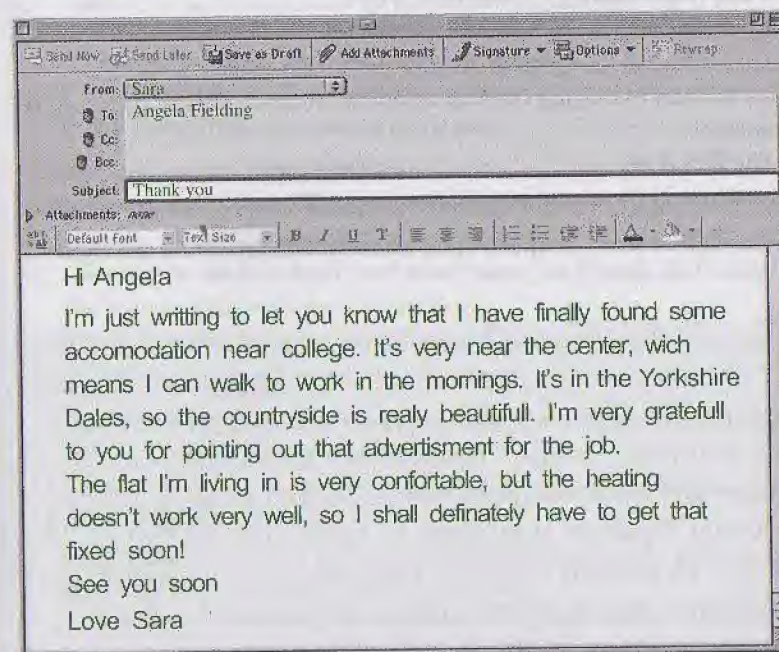 Send Now Send Later Save as Draft Add Attachments Signature Options Rewrap
From: Sara
To: Angela Fielding
Cc:
Bcc:
Subject: Thank you
Attachments: none
Default Font Text Size B I U T A
Hi Angela
I'm just writting to let you know that I have finally found some
accomodation near college. It's very near the center, wich
means I can walk to work in the mornings. It's in the Yorkshire
Dales, so the countryside is realy beautifull. I'm very gratefull
to you for pointing out that advertisment for the job.
The flat I'm living in is very confortable, but the heating
doesn't work very well, so I shall definately have to get that
fixed soon!
See you soon
Love Sara